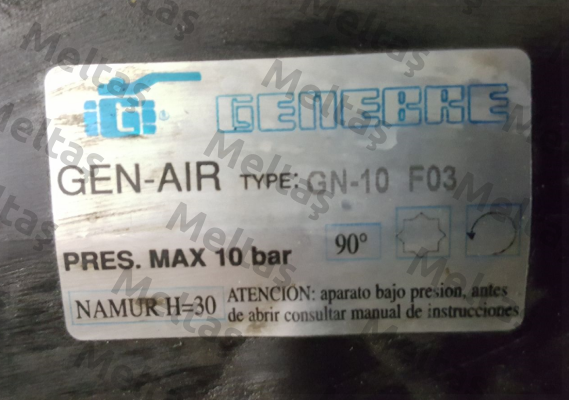 GENEBRE
GEN-AIR TYPE: GN-10 F03
PRES. MAX 10 bar 90°
NAMUR H=30
ATENCION: aparato bajo presion, antes
de abrir consultar manual de instrucciones
Meltaş